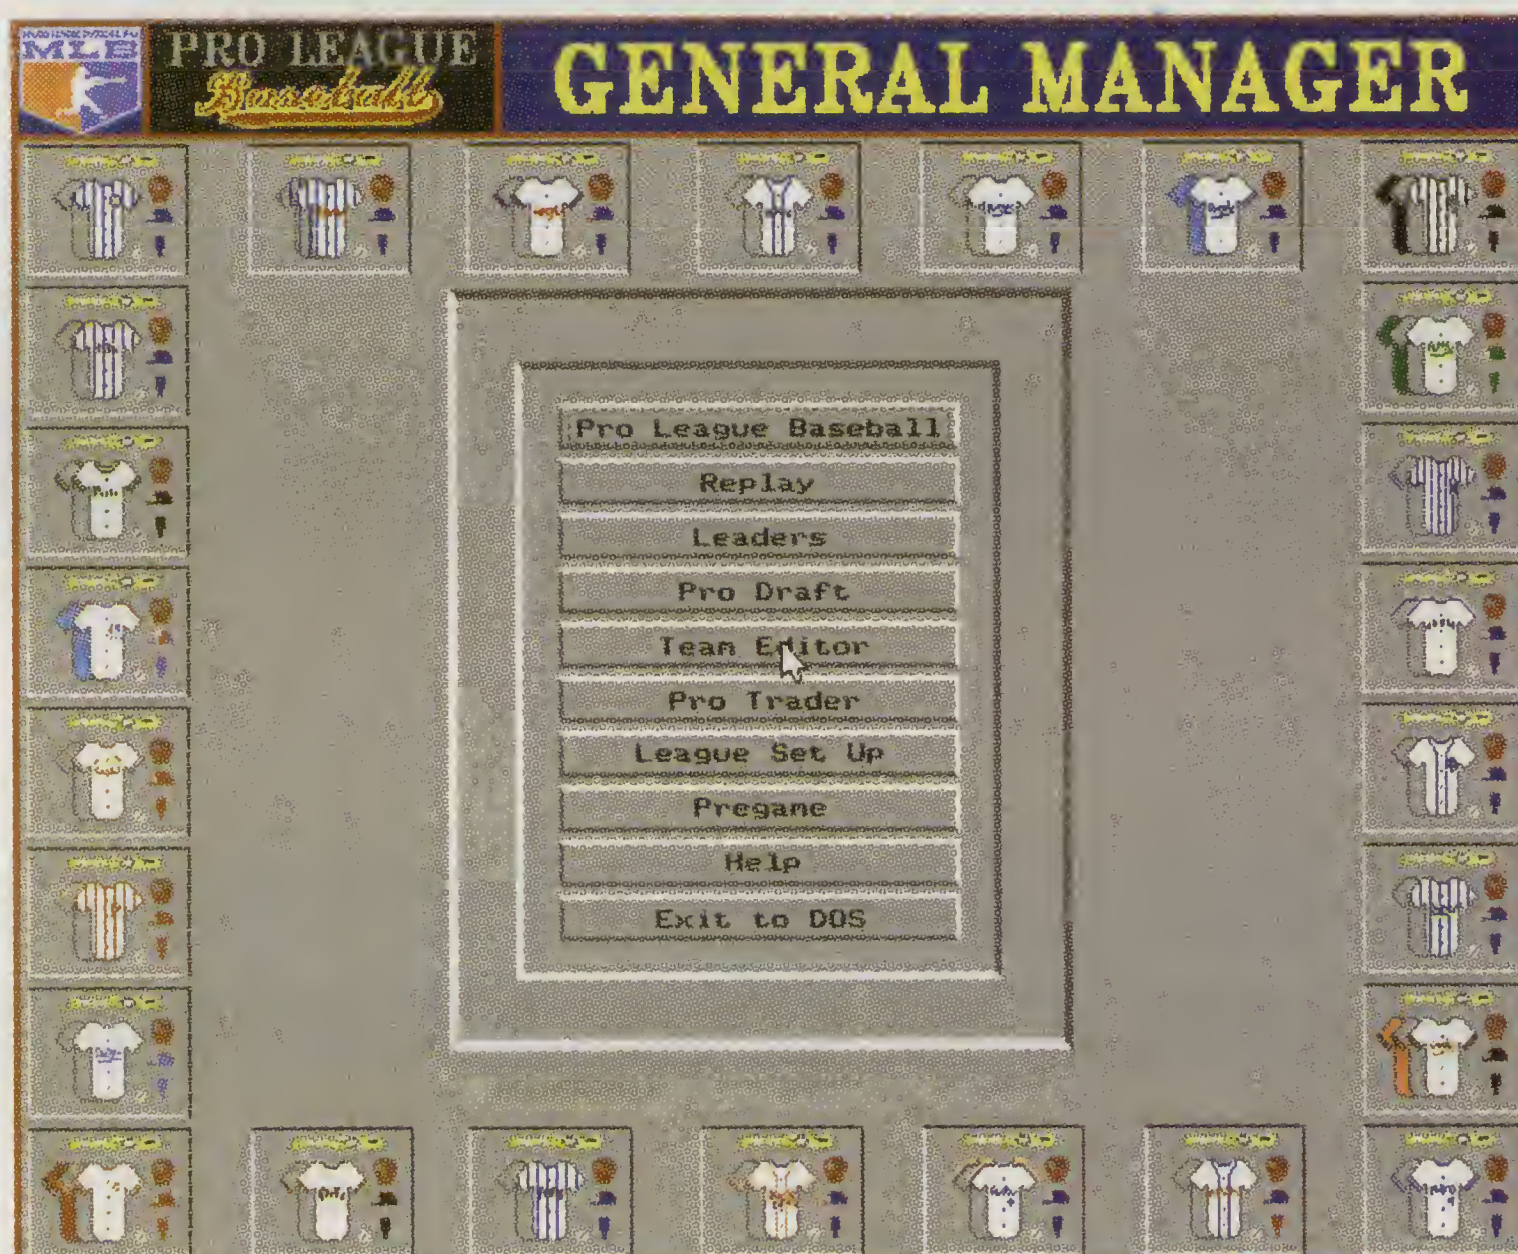 MLB
PRO LEAGUE
Baseball
GENERAL MANAGER
Pro League Baseball
Replay
Leaders
Pro Draft
Team Editor
Pro Trader
League Set Up
Pregame
Help
Exit to DOS